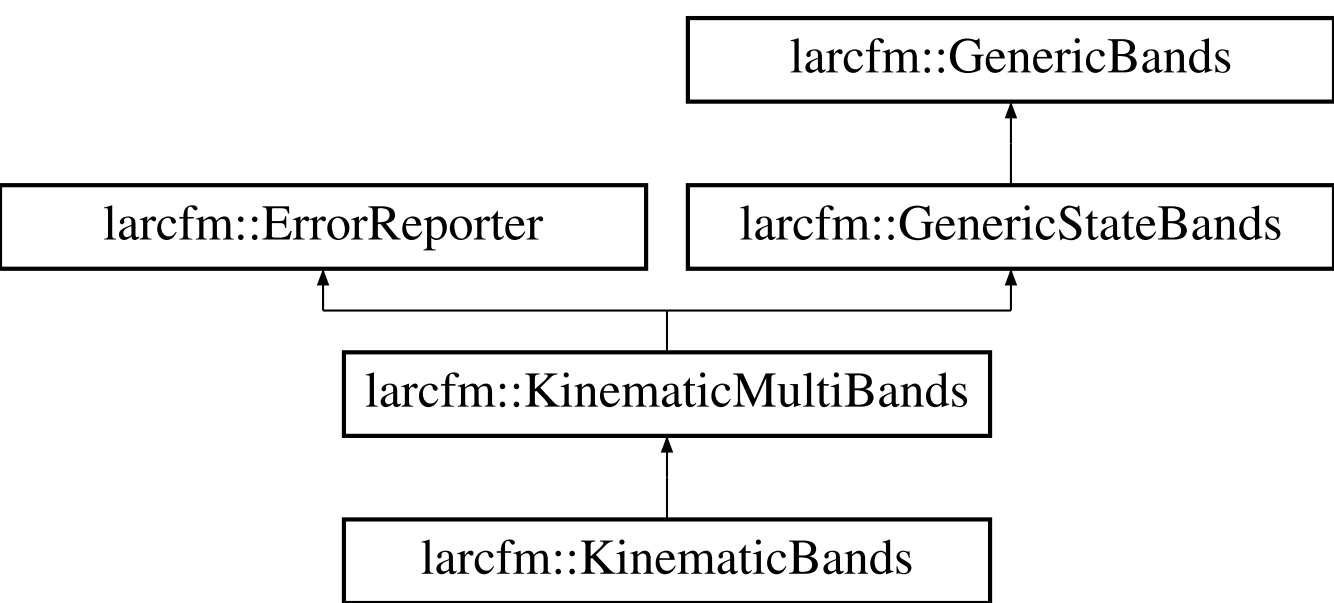 larcfm::GenericBands
larcfm::ErrorReporter
larcfm::GenericStateBands
larcfm::KinematicMultiBands
larcfm::KinematicBands